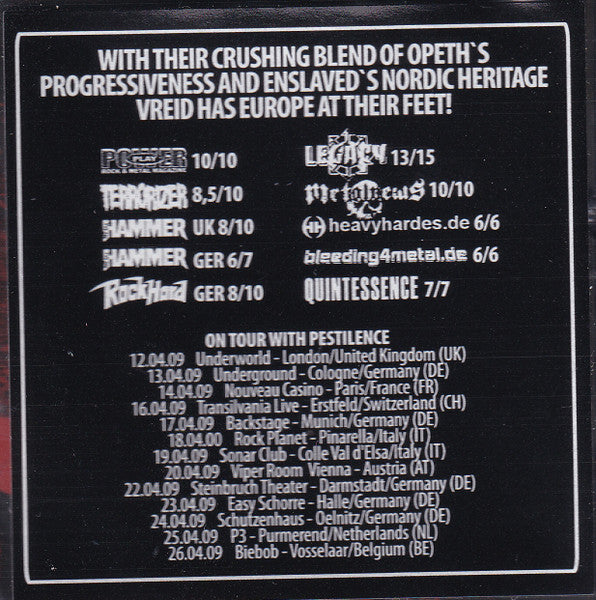 WITH THEIR CRUSHING BLEND OF OPETH`S
PROGRESSIVENESS AND ENSLAVED`S NORDIC HERITAGE
VREID HAS EUROPE AT THEIR FEET!
POWER PLAY ROCK & METAL MAGAZINE 10/10
TERRORIZER 8,5/10
HAMMER UK 8/10
HAMMER GER 6/7
RockHard GER 8/10
LEGACY 13/15
Metalnews 10/10
heavyhardes.de 6/6
bleeding4metal.de 6/6
QUINTESSENCE 7/7
ON TOUR WITH PESTILENCE
12.04.09 Underworld - London/United Kingdom (UK)
13.04.09 Underground - Cologne/Germany (DE)
14.04.09 Nouveau Casino - Paris/France (FR)
16.04.09 Transilvania Live - Erstfeld/Switzerland (CH)
17.04.09 Backstage - Munich/Germany (DE)
18.04.00 Rock Planet - Pinarella/Italy (IT)
19.04.09 Sonar Club - Colle Val d'Elsa/Italy (IT)
20.04.09 Viper Room Vienna - Austria (AT)
22.04.09 Steinbruch Theater - Darmstadt/Germany (DE)
23.04.09 Easy Schorre - Halle/Germany (DE)
24.04.09 Schutzenhaus - Oelnitz/Germany (DE)
25.04.09 P3 - Purmerend/Netherlands (NL)
26.04.09 Biebob - Vosselaar/Belgium (BE)